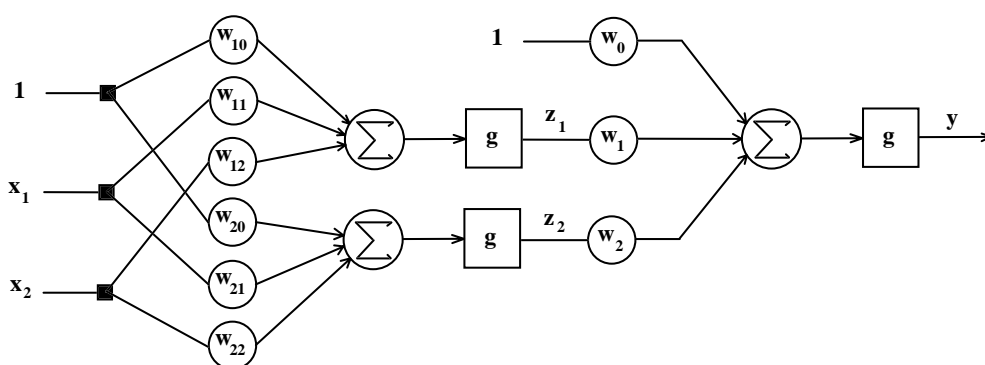 1
x₁
x₂
w₁₀
w₁₁
w₁₂
w₂₀
w₂₁
w₂₂
∑
∑
g
g
1
z₁
z₂
w₀
w₁
w₂
∑
g
y